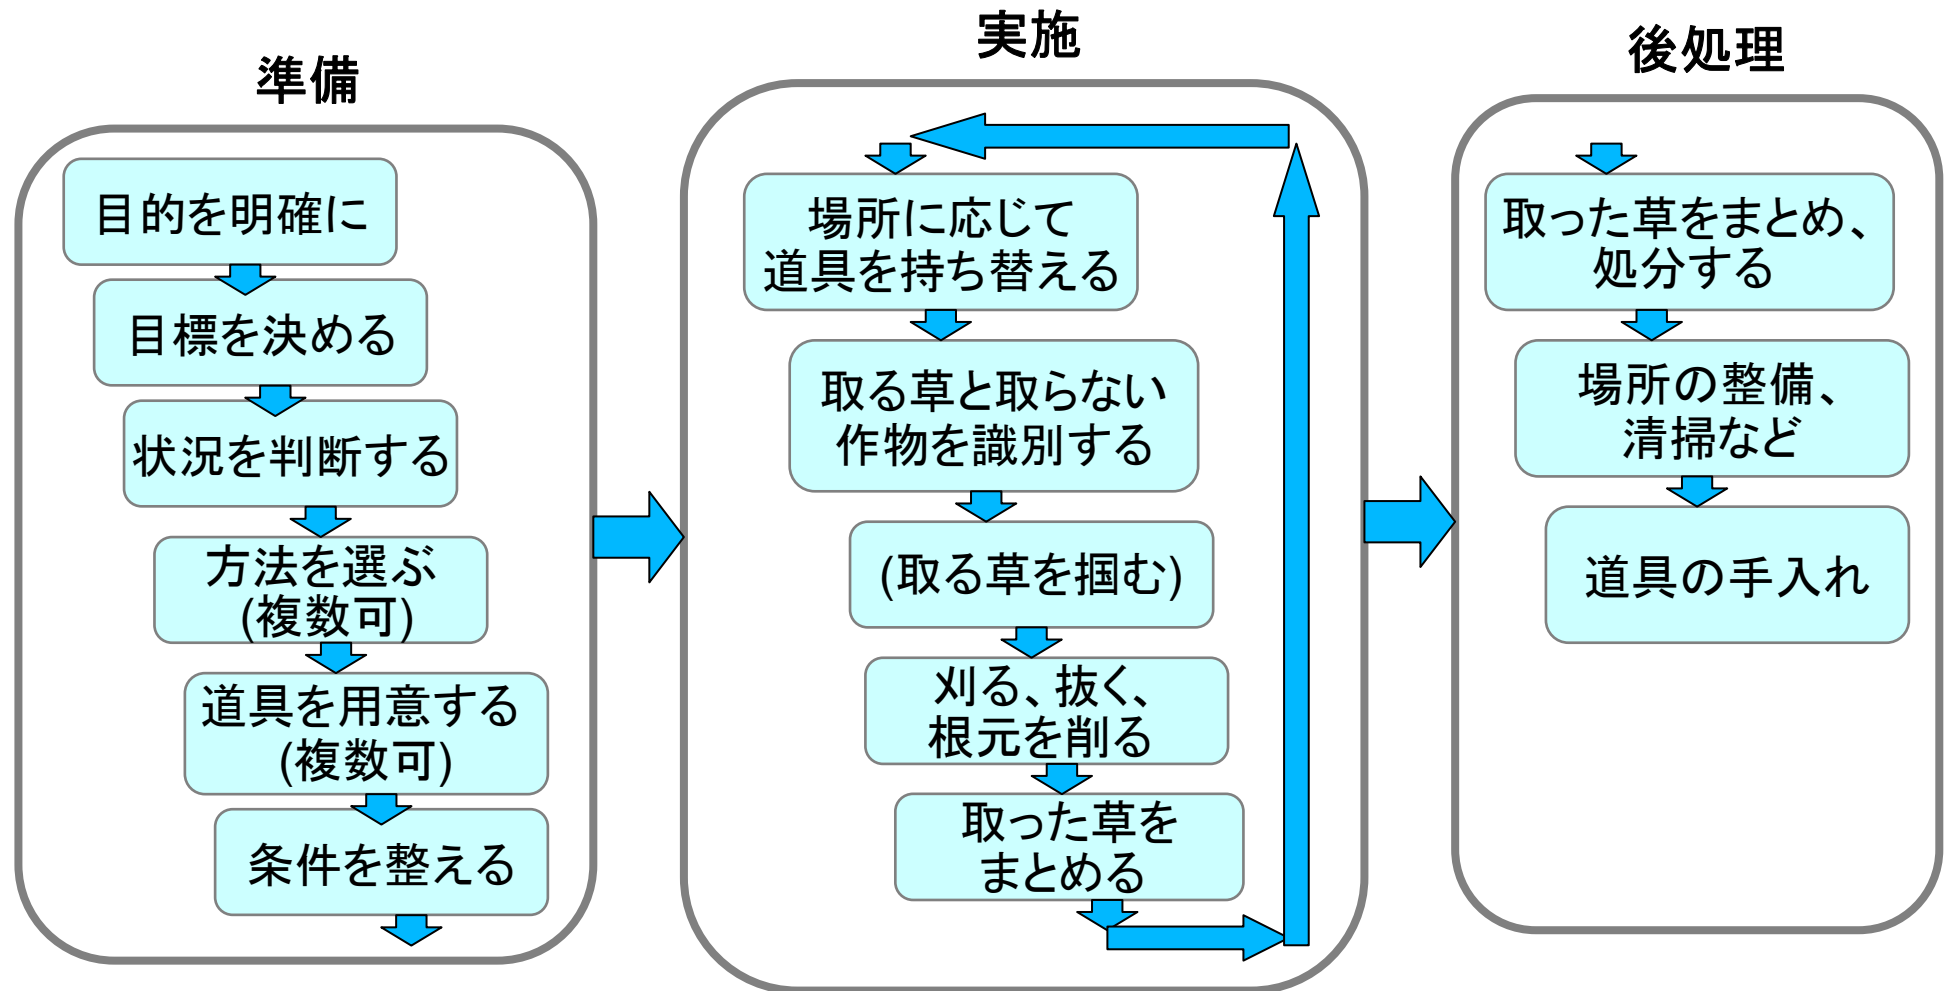 準備
目的を明確に
目標を決める
状況を判断する
方法を選ぶ
(複数可)
道具を用意する
(複数可)
条件を整える
実施
場所に応じて
道具を持ち替える
取る草と取らない
作物を識別する
(取る草を掴む)
刈る、抜く、
根元を削る
取った草を
まとめる
後処理
取った草をまとめ、
処分する
場所の整備、
清掃など
道具の手入れ